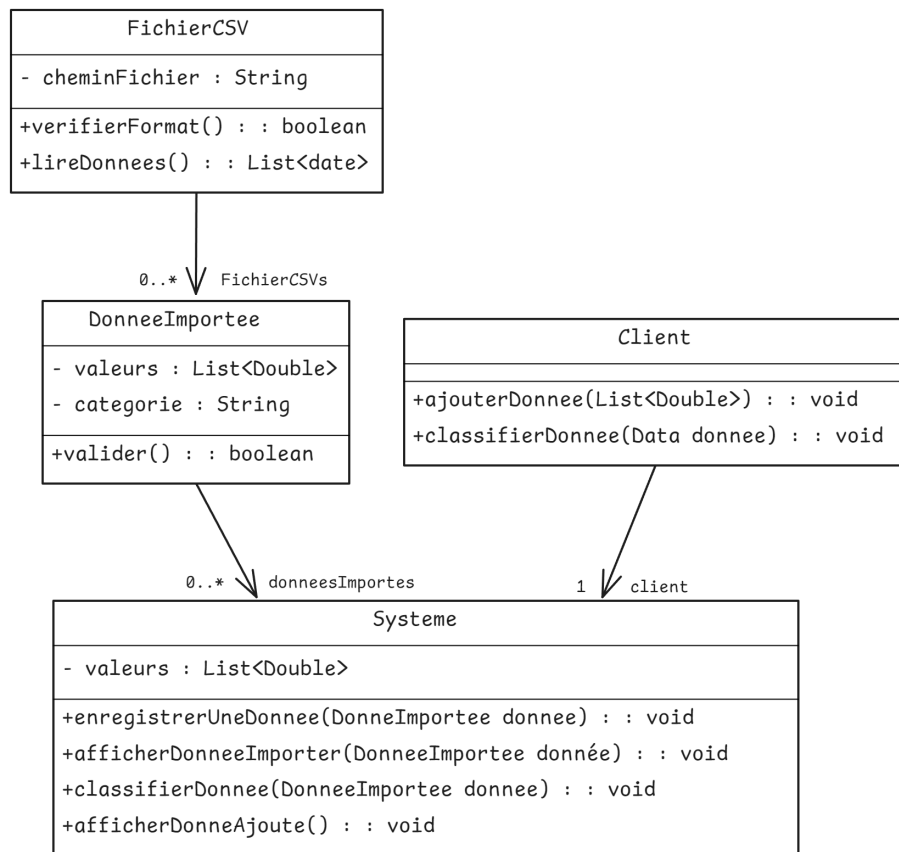 FichierCSV
- cheminFichier : String
+verifierFormat() : : boolean
+lireDonnees() : : List<date>
0..* FichierCSVs
DonneeImportee
- valeurs : List<Double>
- categorie : String
+valider() : : boolean
Client
+ajouterDonnee(List<Double>) : : void
+classifierDonnee(Data donnee) : : void
0..* donneesImportes
1 client
Systeme
- valeurs : List<Double>
+enregistrerUneDonnee(DonneImportee donnee) : : void
+afficherDonneeImporter(DonneeImportee donnée) : : void
+classifierDonnee(DonneeImportee donnee) : : void
+afficherDonneAjoute() : : void